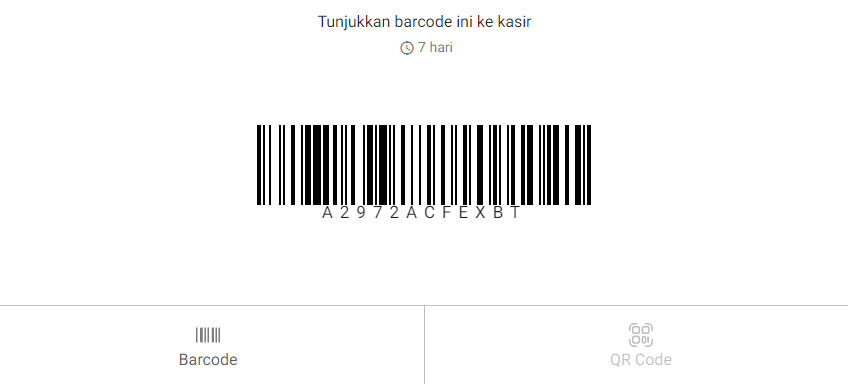 Tunjukkan barcode ini ke kasir
7 hari
A2972ACFEXBT
Barcode
QR Code